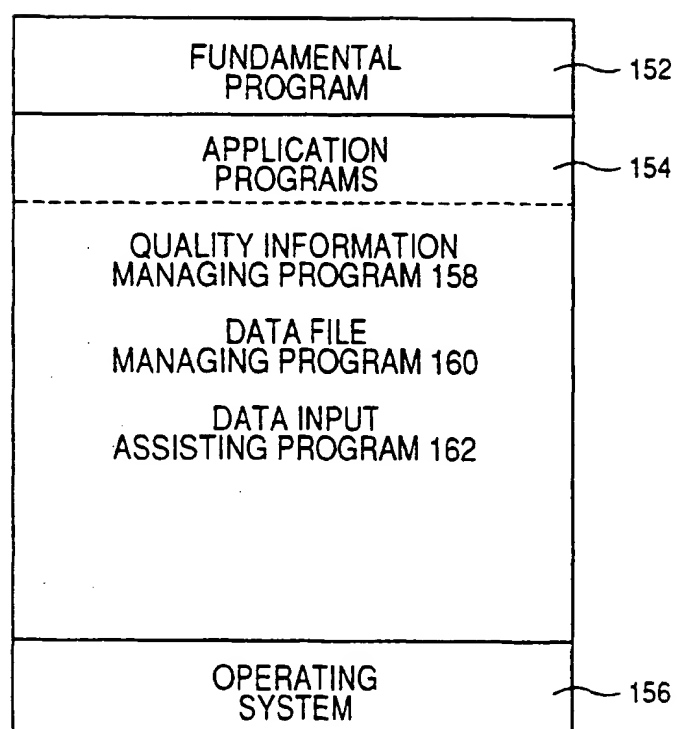 FUNDAMENTAL
PROGRAM
152
APPLICATION
PROGRAMS
154
QUALITY INFORMATION
MANAGING PROGRAM 158
DATA FILE
MANAGING PROGRAM 160
DATA INPUT
ASSISTING PROGRAM 162
OPERATING
SYSTEM
156